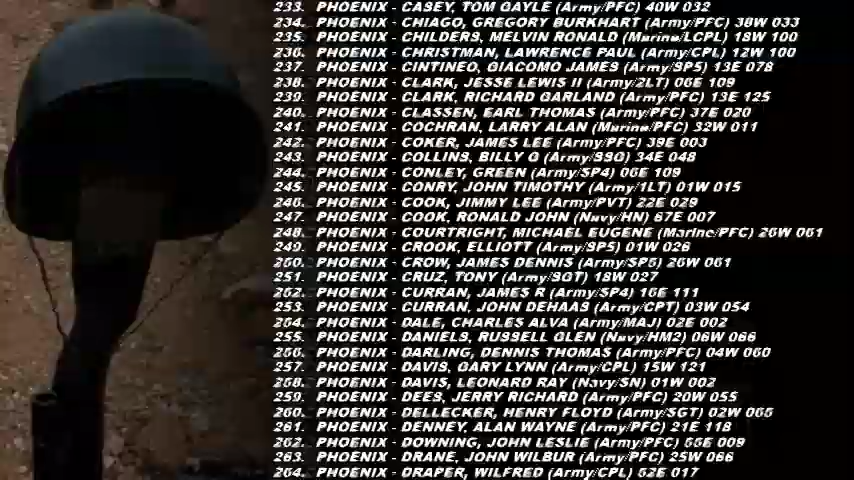 233. PHOENIX - CASEY, TOM GAYLE (Army/PFC) 40W 032
234. PHOENIX - CHIAGO, GREGORY BURKHART (Army/PFC) 38W 033
235. PHOENIX - CHILDERS, MELVIN RONALD (Marine/LCPL) 18W 100
236. PHOENIX - CHRISTMAN, LAWRENCE PAUL (Army/CPL) 12W 100
237. PHOENIX - CINTINEO, GIACOMO JAMES (Army/SP5) 13E 078
238. PHOENIX - CLARK, JESSE LEWIS II (Army/2LT) 06E 109
239. PHOENIX - CLARK, RICHARD GARLAND (Army/PFC) 13E 125
240. PHOENIX - CLASSEN, EARL THOMAS (Army/PFC) 37E 020
241. PHOENIX - COCHRAN, LARRY ALAN (Marine/PFC) 32W 011
242. PHOENIX - COKER, JAMES LEE (Army/PFC) 39E 003
243. PHOENIX - COLLINS, BILLY G (Army/SSG) 34E 048
244. PHOENIX - CONLEY, GREEN (Army/SP4) 06E 109
245. PHOENIX - CONRY, JOHN TIMOTHY (Army/1LT) 01W 015
246. PHOENIX - COOK, JIMMY LEE (Army/PVT) 22E 029
247. PHOENIX - COOK, RONALD JOHN (Navy/HN) 67E 007
248. PHOENIX - COURTRIGHT, MICHAEL EUGENE (Marine/PFC) 26W 061
249. PHOENIX - CROOK, ELLIOTT (Army/SP5) 01W 026
250. PHOENIX - CROW, JAMES DENNIS (Army/SP5) 26W 061
251. PHOENIX - CRUZ, TONY (Army/SGT) 18W 027
252. PHOENIX - CURRAN, JAMES R (Army/SP4) 16E 111
253. PHOENIX - CURRAN, JOHN DEHAAS (Army/CPT) 03W 054
254. PHOENIX - DALE, CHARLES ALVA (Army/MAJ) 02E 002
255. PHOENIX - DANIELS, RUSSELL GLEN (Navy/HM2) 06W 066
256. PHOENIX - DARLING, DENNIS THOMAS (Army/PFC) 04W 060
257. PHOENIX - DAVIS, GARY LYNN (Army/CPL) 15W 121
258. PHOENIX - DAVIS, LEONARD RAY (Navy/SN) 01W 002
259. PHOENIX - DEES, JERRY RICHARD (Army/PFC) 20W 055
260. PHOENIX - DELLECKER, HENRY FLOYD (Army/SGT) 02W 065
261. PHOENIX - DENNEY, ALAN WAYNE (Army/PFC) 21E 118
262. PHOENIX - DOWNING, JOHN LESLIE (Army/PFC) 55E 009
263. PHOENIX - DRANE, JOHN WILBUR (Army/PFC) 25W 066
264. PHOENIX - DRAPER, WILFRED (Army/CPL) 52E 017